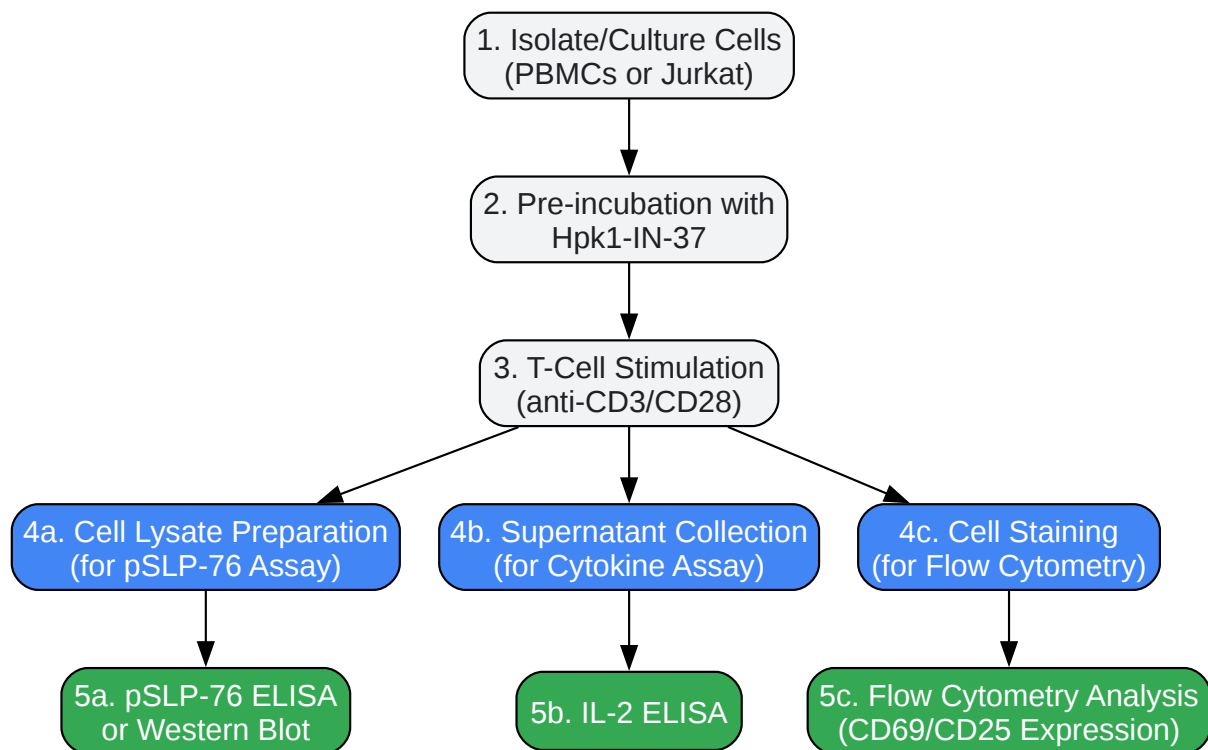 1. Isolate/Culture Cells
(PBMCs or Jurkat)
2. Pre-incubation with
Hpk1-IN-37
3. T-Cell Stimulation
(anti-CD3/CD28)
4a. Cell Lysate Preparation
(for pSLP-76 Assay)
4b. Supernatant Collection
(for Cytokine Assay)
4c. Cell Staining
(for Flow Cytometry)
5a. pSLP-76 ELISA
or Western Blot
5b. IL-2 ELISA
5c. Flow Cytometry Analysis
(CD69/CD25 Expression)